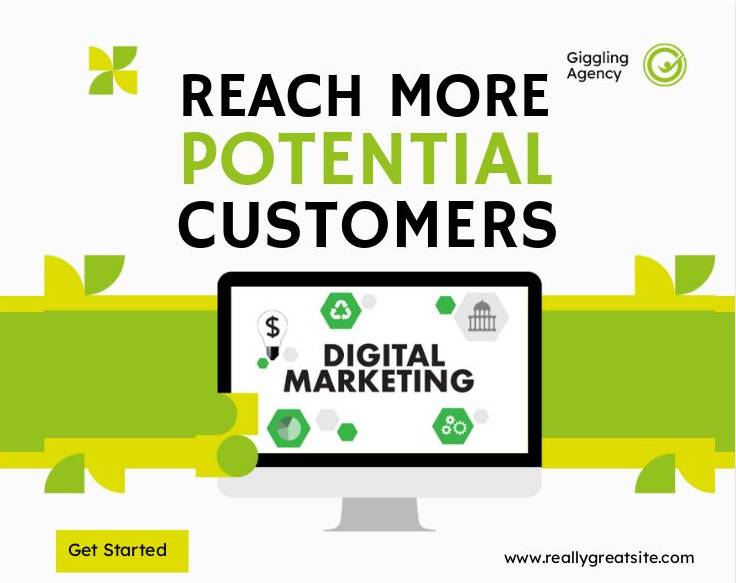 Giggling
Agency
REACH MORE
POTENTIAL
CUSTOMERS
$
DIGITAL
MARKETING
Get Started
www.reallygreatsite.com